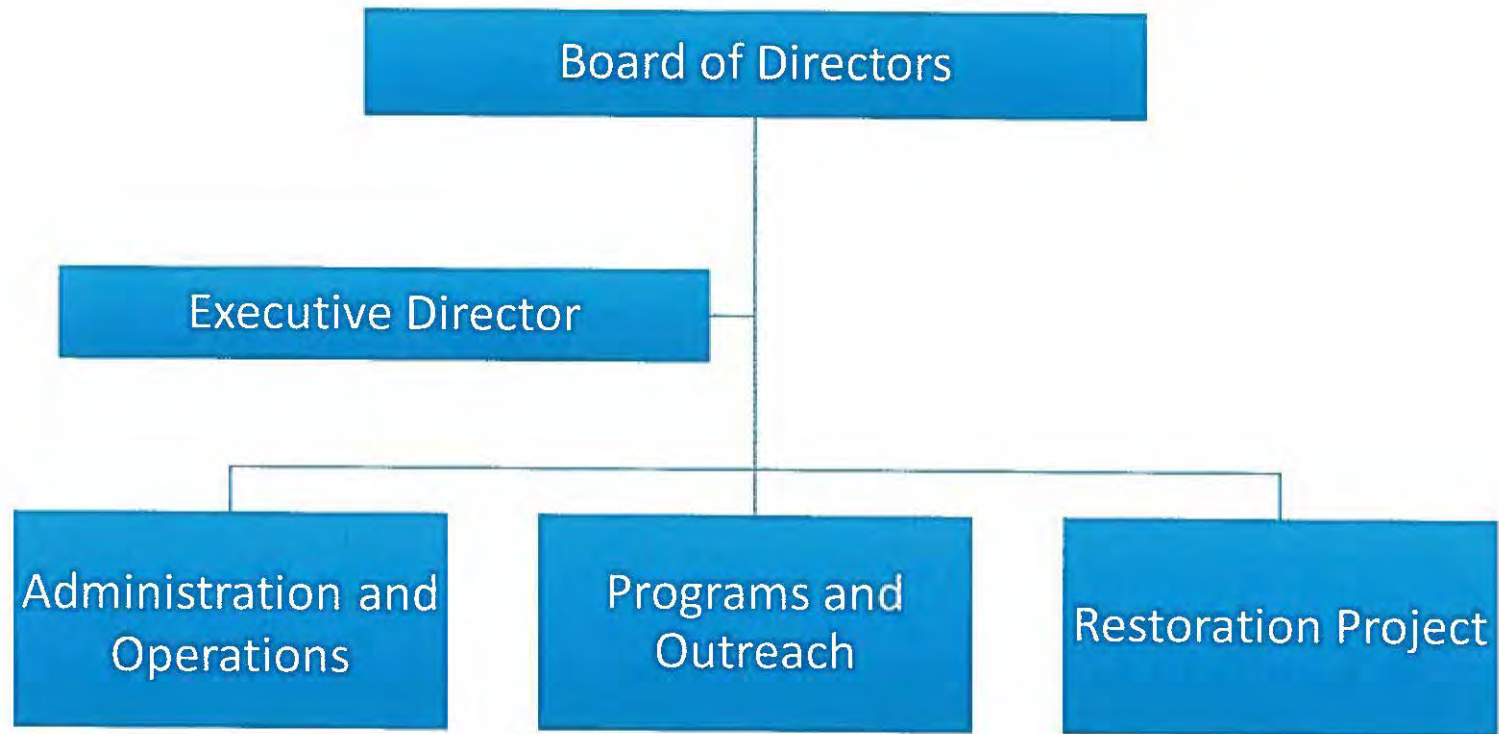 Board of Directors
Executive Director
Administration and
Operations
Programs and
Outreach
Restoration Project